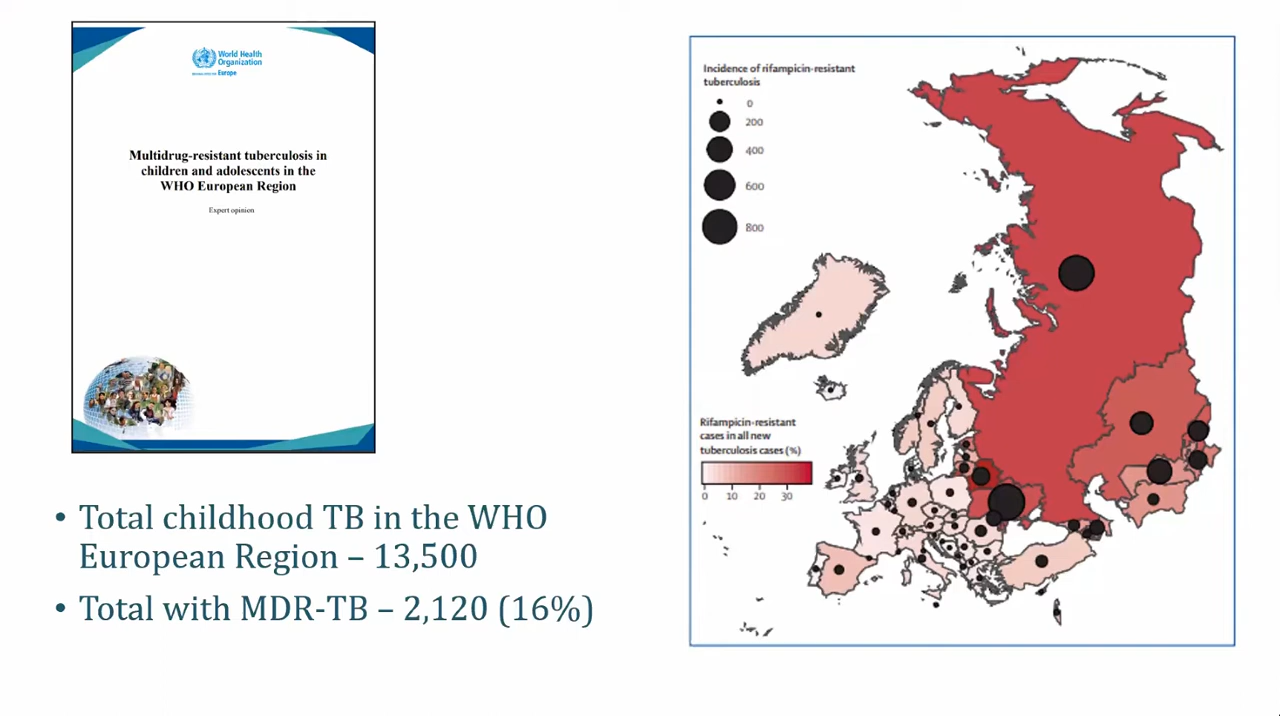 World Health
Organization
Europe
Multidrug-resistant tuberculosis in
children and adolescents in the
WHO European Region
Expert opinion
• Total childhood TB in the WHO
European Region – 13,500
• Total with MDR-TB – 2,120 (16%)
Incidence of rifampicin-resistant
tuberculosis
0
200
400
600
800
Rifampicin-resistant
cases in all new
tuberculosis cases (%)
0 10 20 30